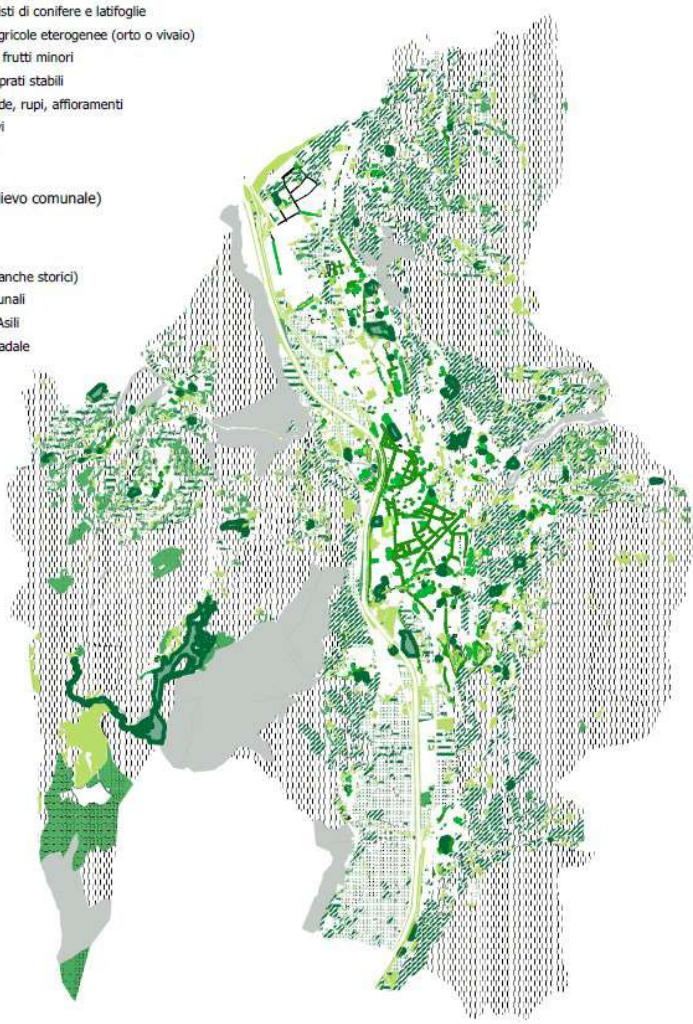 isti di conifere e latifoglie
gricole eterogenee (orto o vivaio)
frutti minori
prati stabili
de, rupi, affioramenti
vi
ievo comunale)
anche storici)
unali
Asili
adale